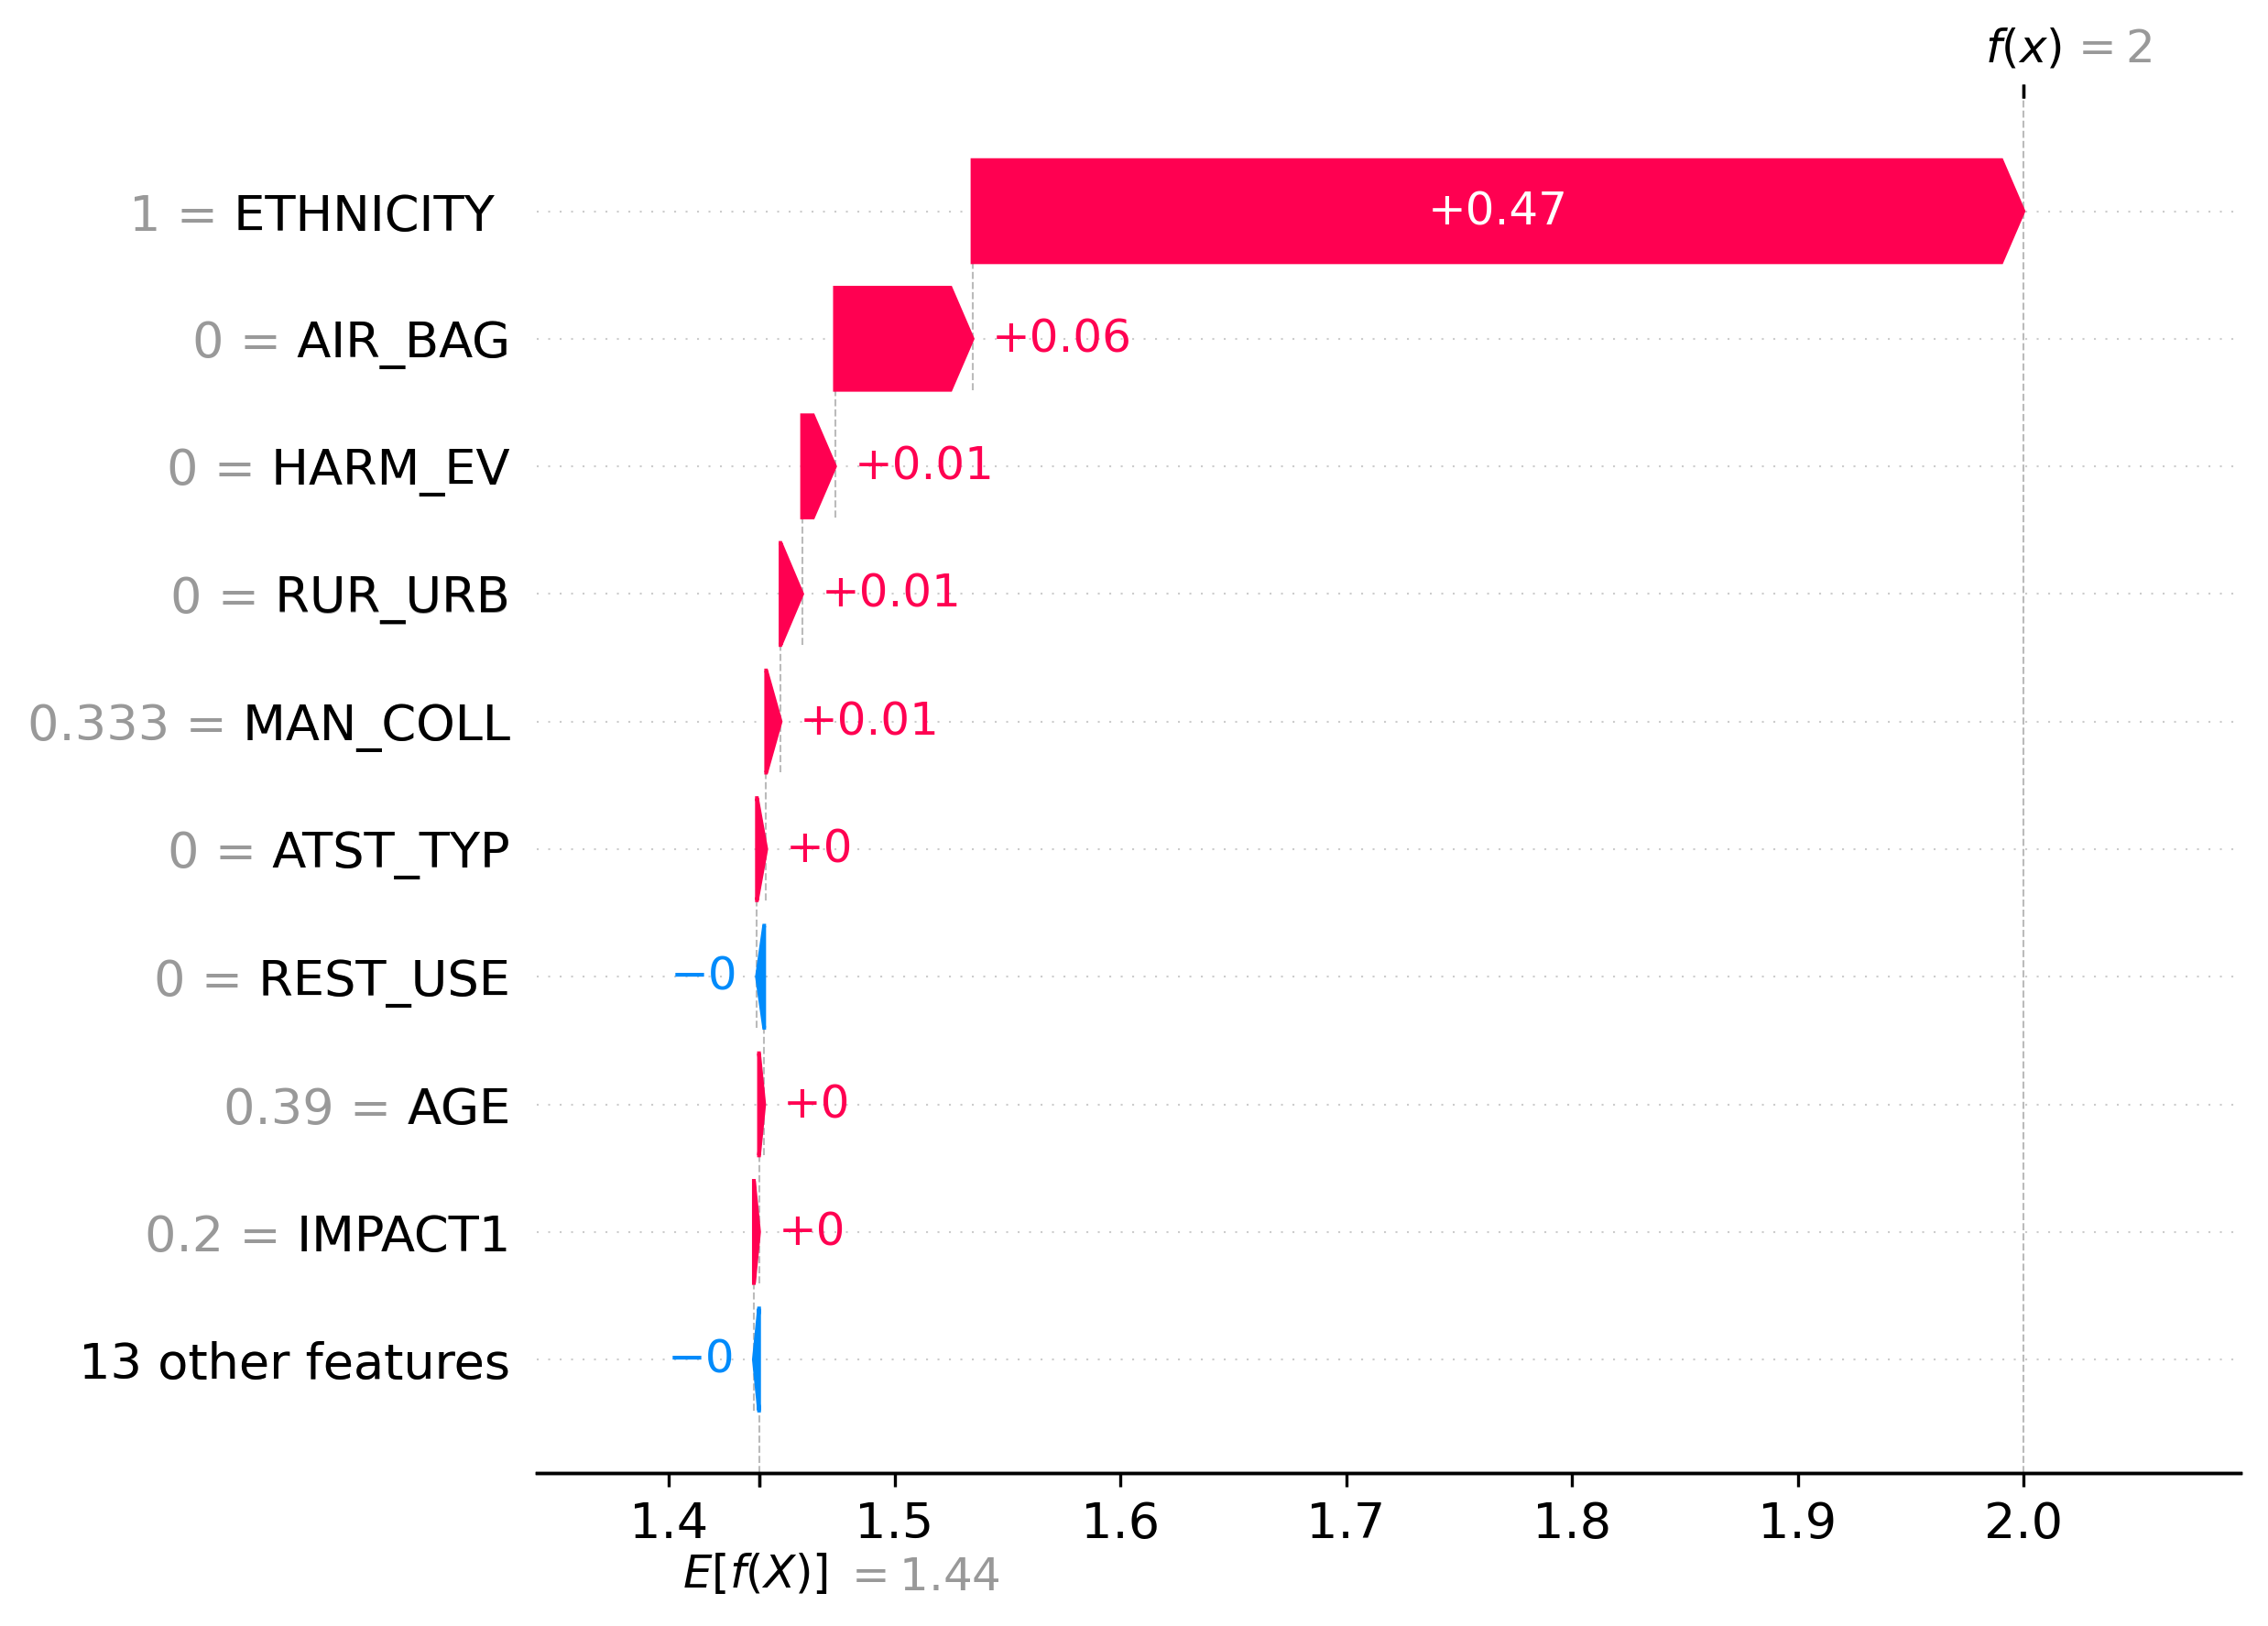 f(x) = 2
1 = ETHNICITY
+0.47
0 = AIR_BAG
+0.06
0 = HARM_EV
+0.01
0 = RUR_URB
+0.01
0.333 = MAN_COLL
+0.01
0 = ATST_TYP
+0
0 = REST_USE
−0
0.39 = AGE
+0
0.2 = IMPACT1
+0
13 other features
−0
1.4 1.5 1.6 1.7 1.8 1.9 2.0
E[f(X)] = 1.44